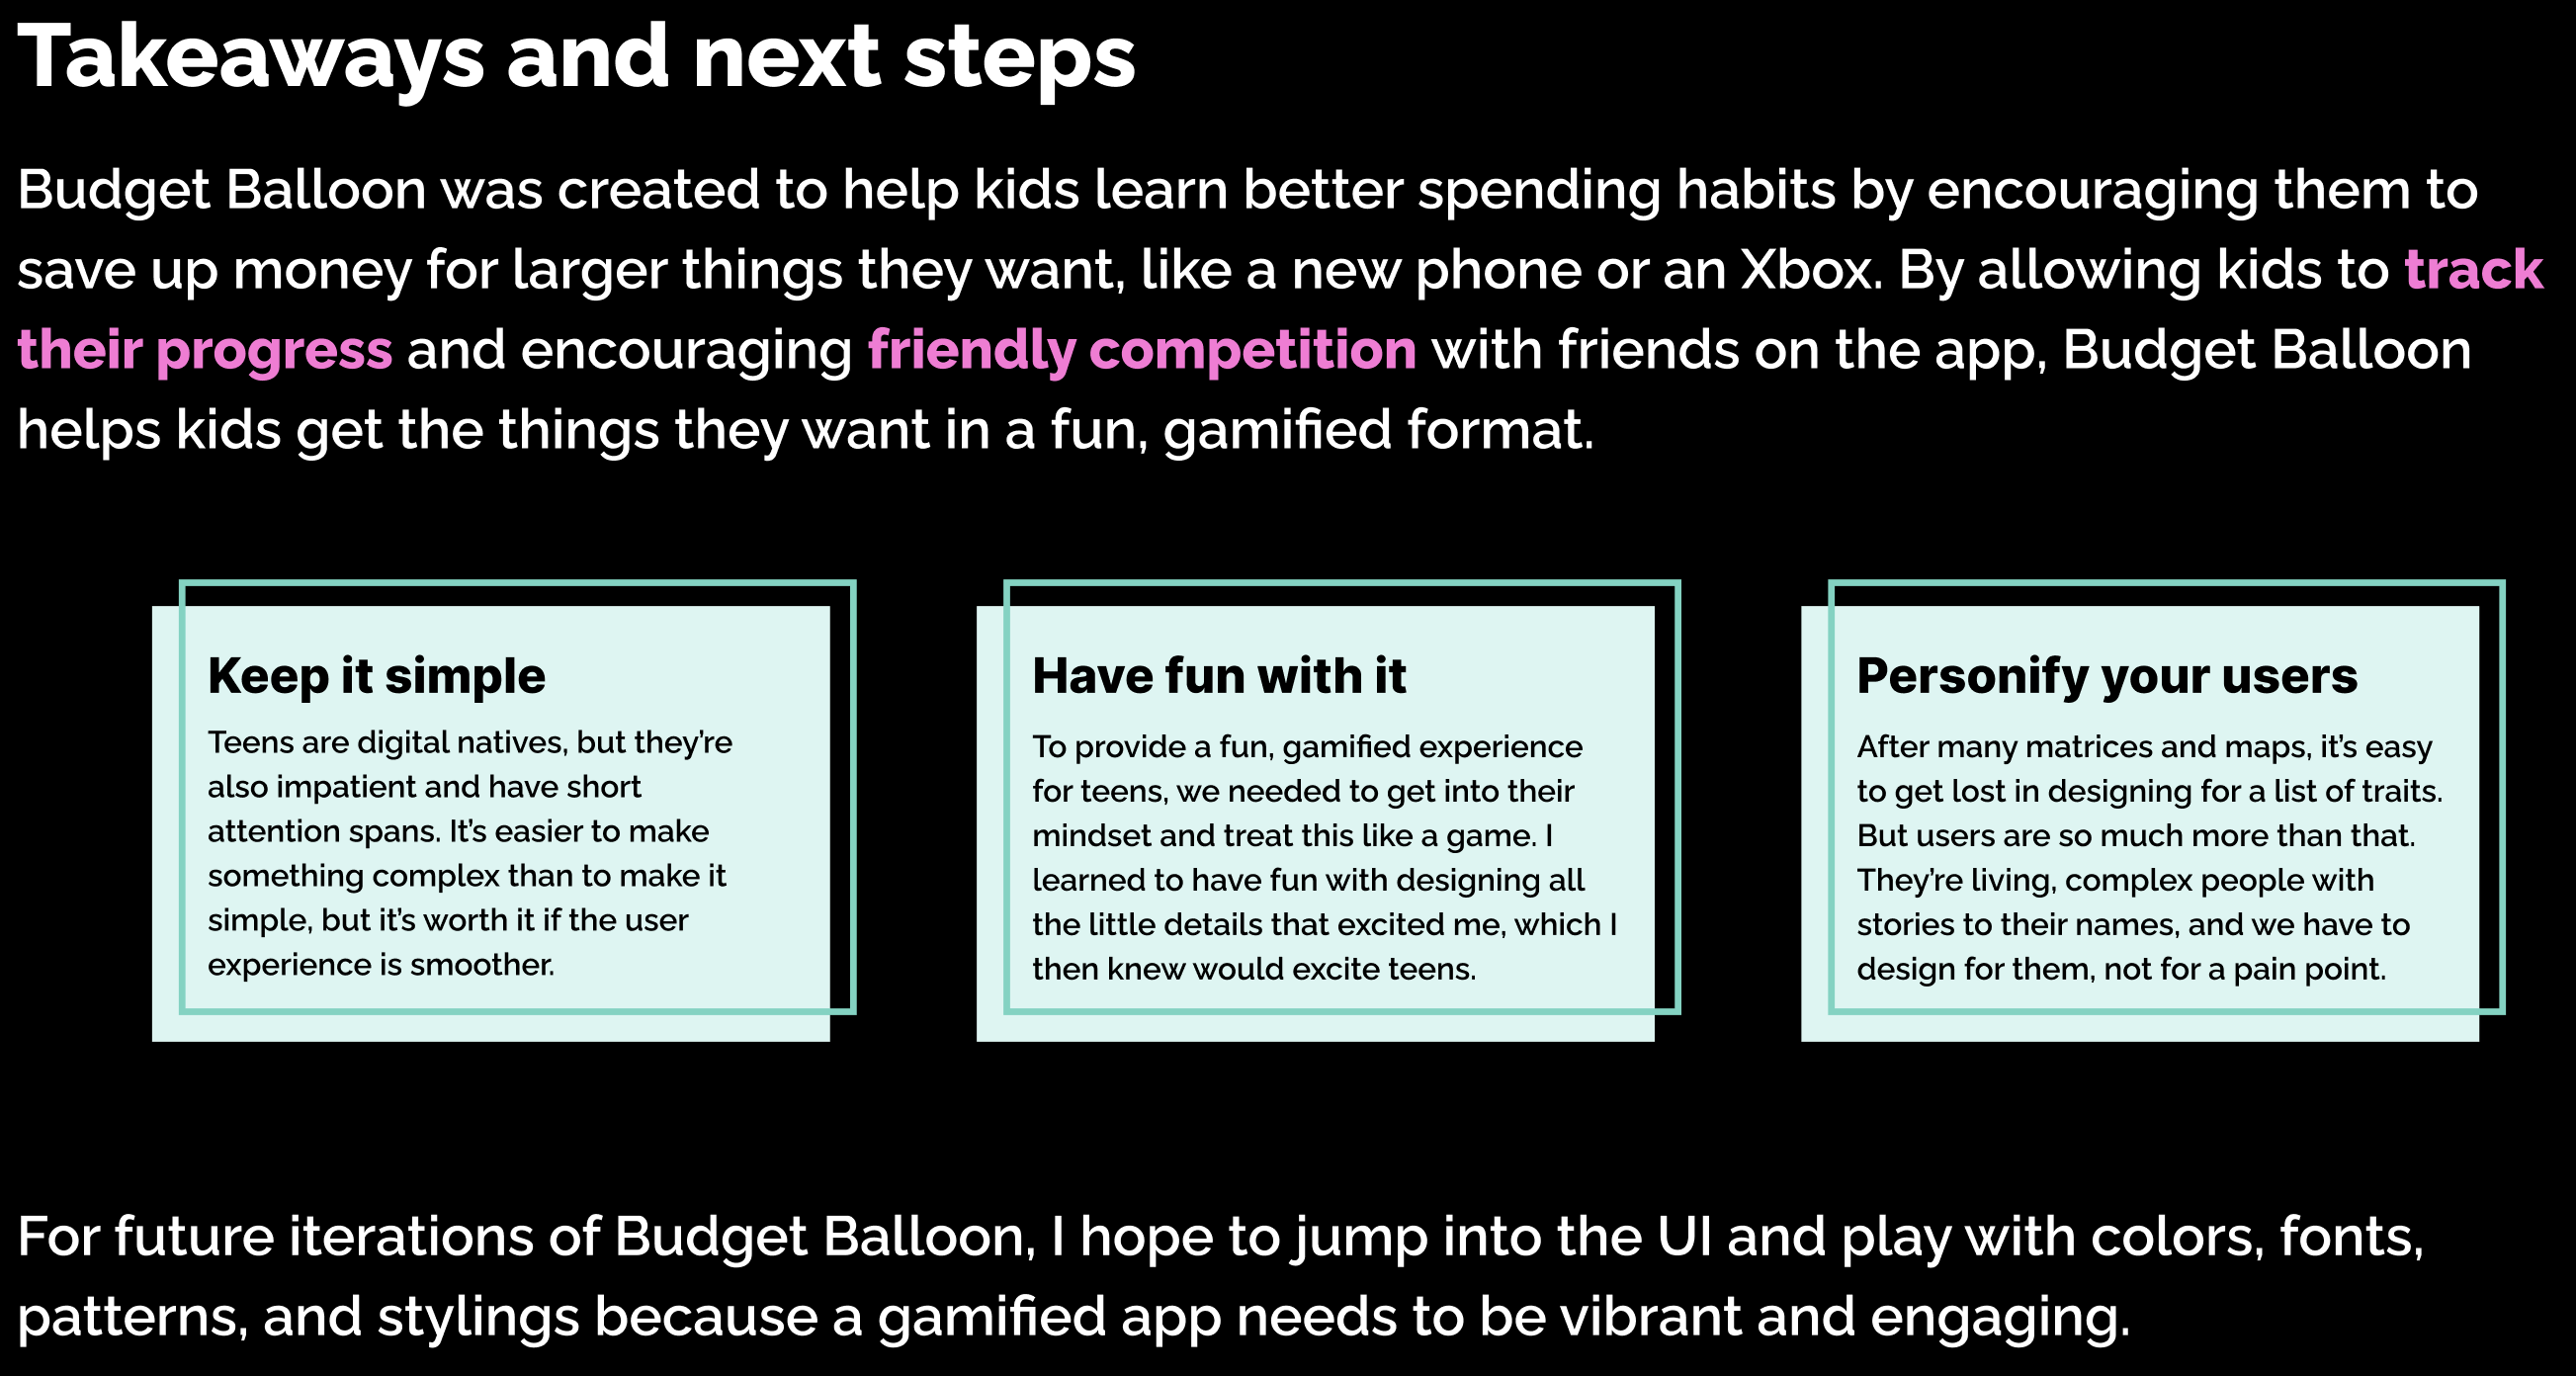 Takeaways and next steps
Budget Balloon was created to help kids learn better spending habits by encouraging them to
save up money for larger things they want, like a new phone or an Xbox. By allowing kids to track
their progress and encouraging friendly competition with friends on the app, Budget Balloon
helps kids get the things they want in a fun, gamified format.
Keep it simple
Teens are digital natives, but they’re
also impatient and have short
attention spans. It’s easier to make
something complex than to make it
simple, but it’s worth it if the user
experience is smoother.
Have fun with it
To provide a fun, gamified experience
for teens, we needed to get into their
mindset and treat this like a game. I
learned to have fun with designing all
the little details that excited me, which I
then knew would excite teens.
Personify your users
After many matrices and maps, it’s easy
to get lost in designing for a list of traits.
But users are so much more than that.
They’re living, complex people with
stories to their names, and we have to
design for them, not for a pain point.
For future iterations of Budget Balloon, I hope to jump into the UI and play with colors, fonts,
patterns, and stylings because a gamified app needs to be vibrant and engaging.